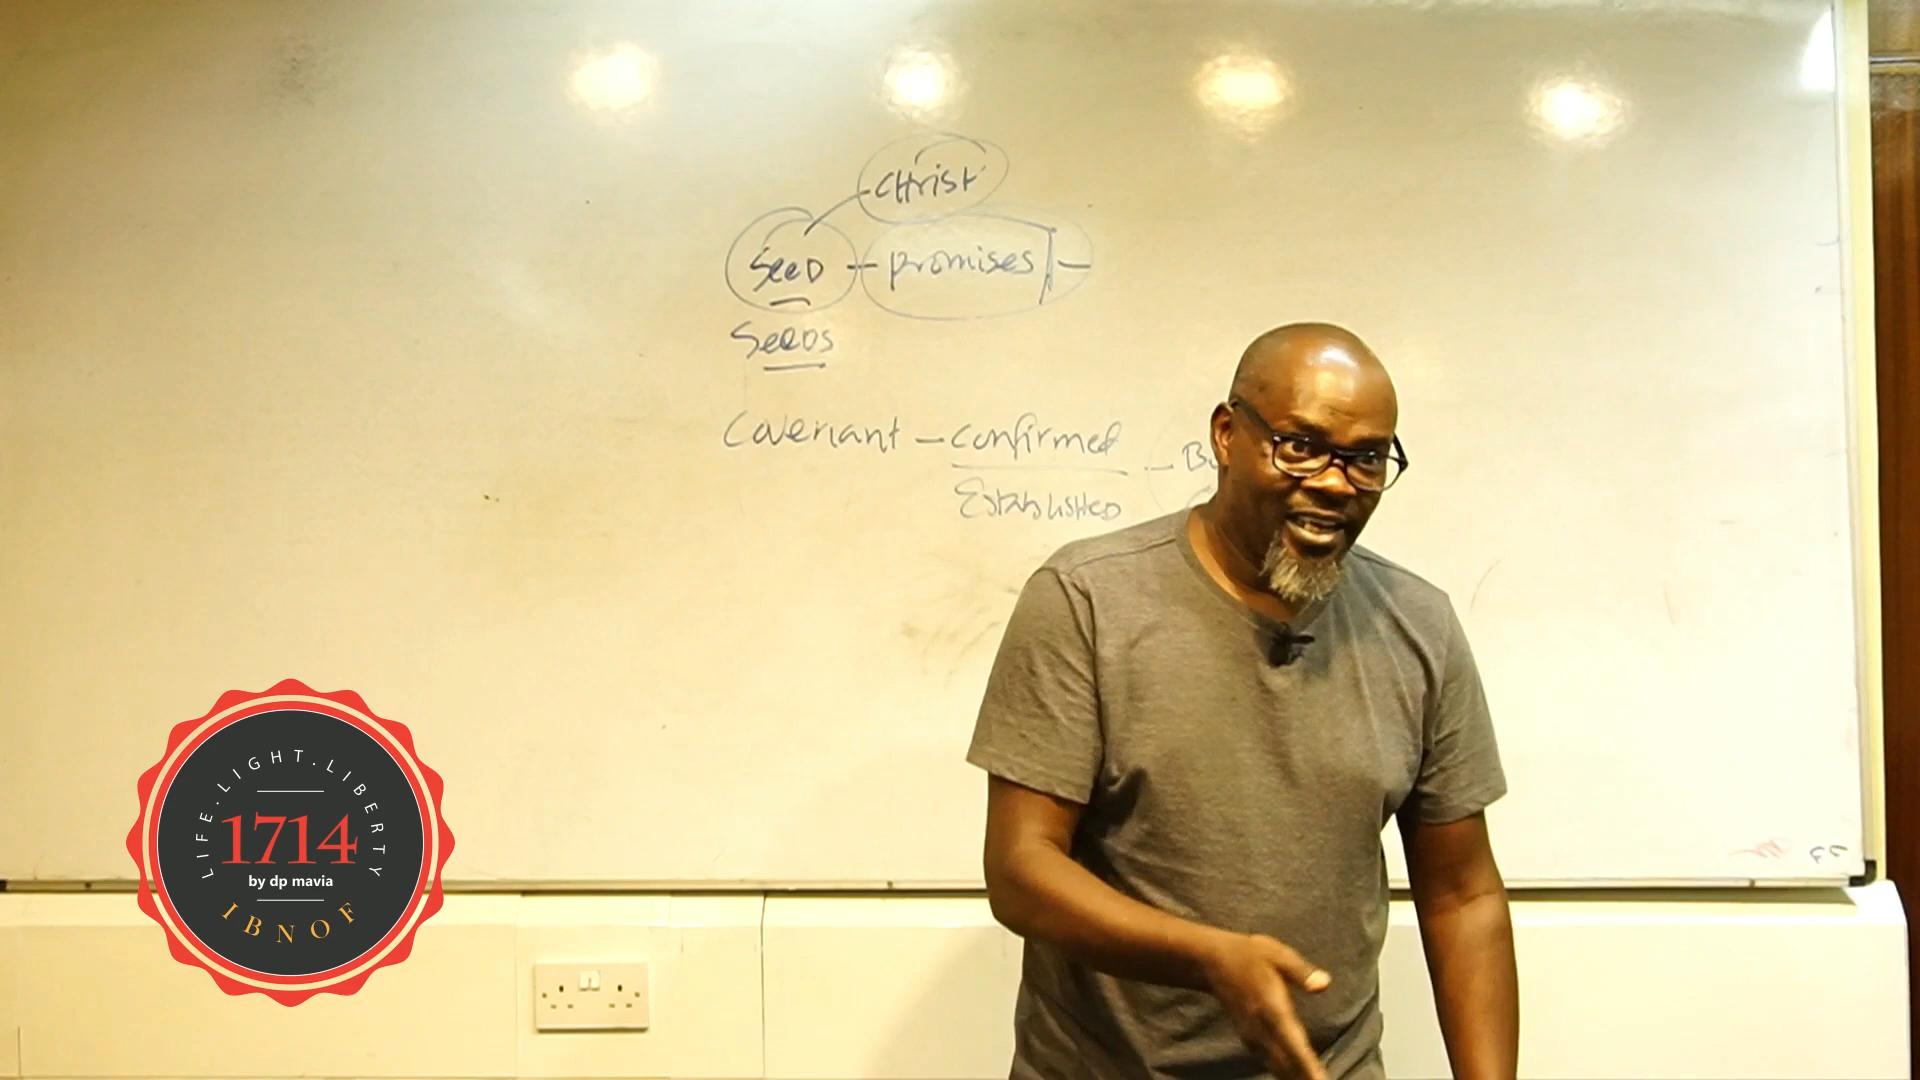 CHrist
SeeD - promises -
SeeDs
Covenant - confirmed
EstablisHeD
LIFE.LIGHT.LIBERTY
1714
by dp mavia
IBNOF